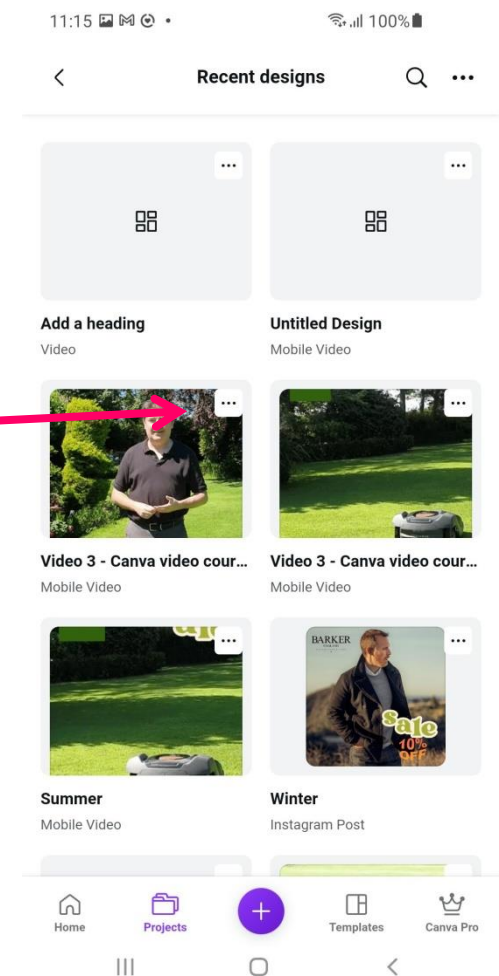 11:15
100%
Recent designs
Add a heading
Untitled Design
Video
Mobile Video
Video 3 - Canva video cour...
Video 3 - Canva video cour...
Mobile Video
Mobile Video
BARKER
sale
10%
OFF
Summer
Winter
Mobile Video
Instagram Post
Home
Projects
Templates
Canva Pro